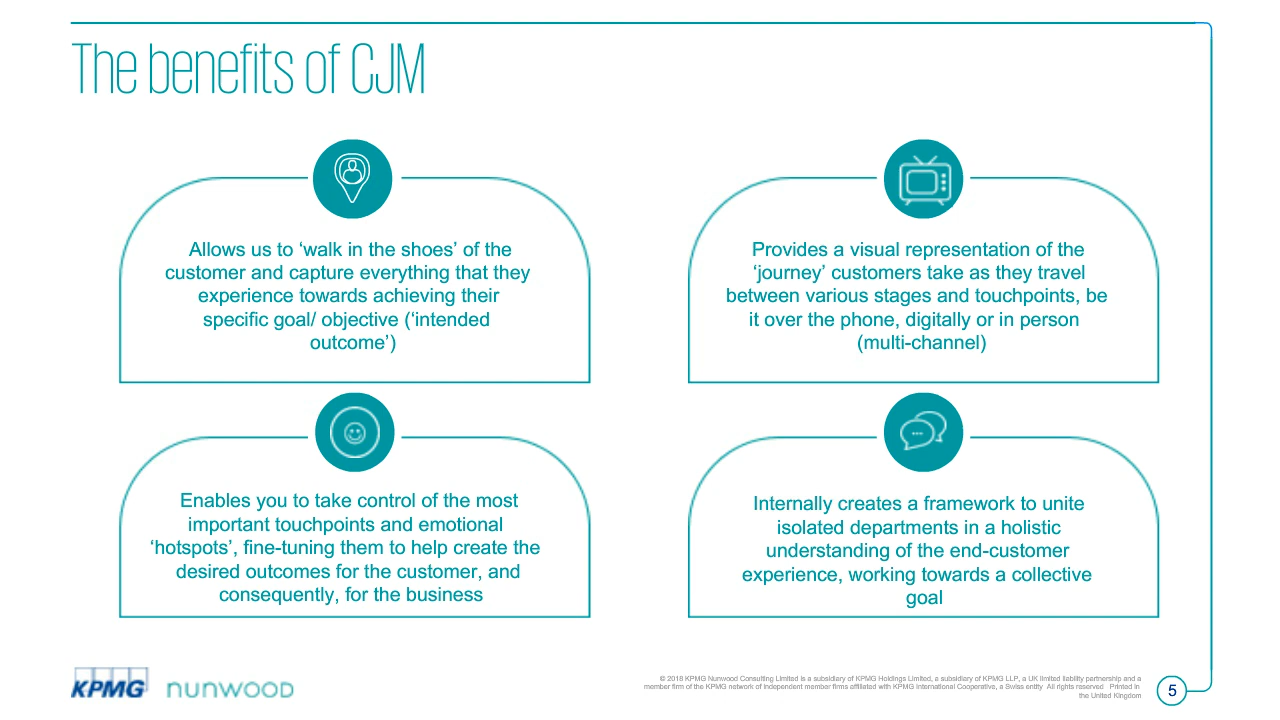 The benefits of CJM
Allows us to ‘walk in the shoes’ of the
customer and capture everything that they
experience towards achieving their
specific goal/ objective (‘intended
outcome’)
Provides a visual representation of the
‘journey’ customers take as they travel
between various stages and touchpoints, be
it over the phone, digitally or in person
(multi-channel)
Enables you to take control of the most
important touchpoints and emotional
‘hotspots’, fine-tuning them to help create the
desired outcomes for the customer, and
consequently, for the business
Internally creates a framework to unite
isolated departments in a holistic
understanding of the end-customer
experience, working towards a collective
goal
KPMG nunwood
© 2018 KPMG Nunwood Consulting Limited is a subsidiary of KPMG Holdings Limited, a subsidiary of KPMG LLP, a UK limited liability partnership and a
member firm of the KPMG network of independent member firms affiliated with KPMG International Cooperative, a Swiss entity All rights reserved Printed in
the United Kingdom
5